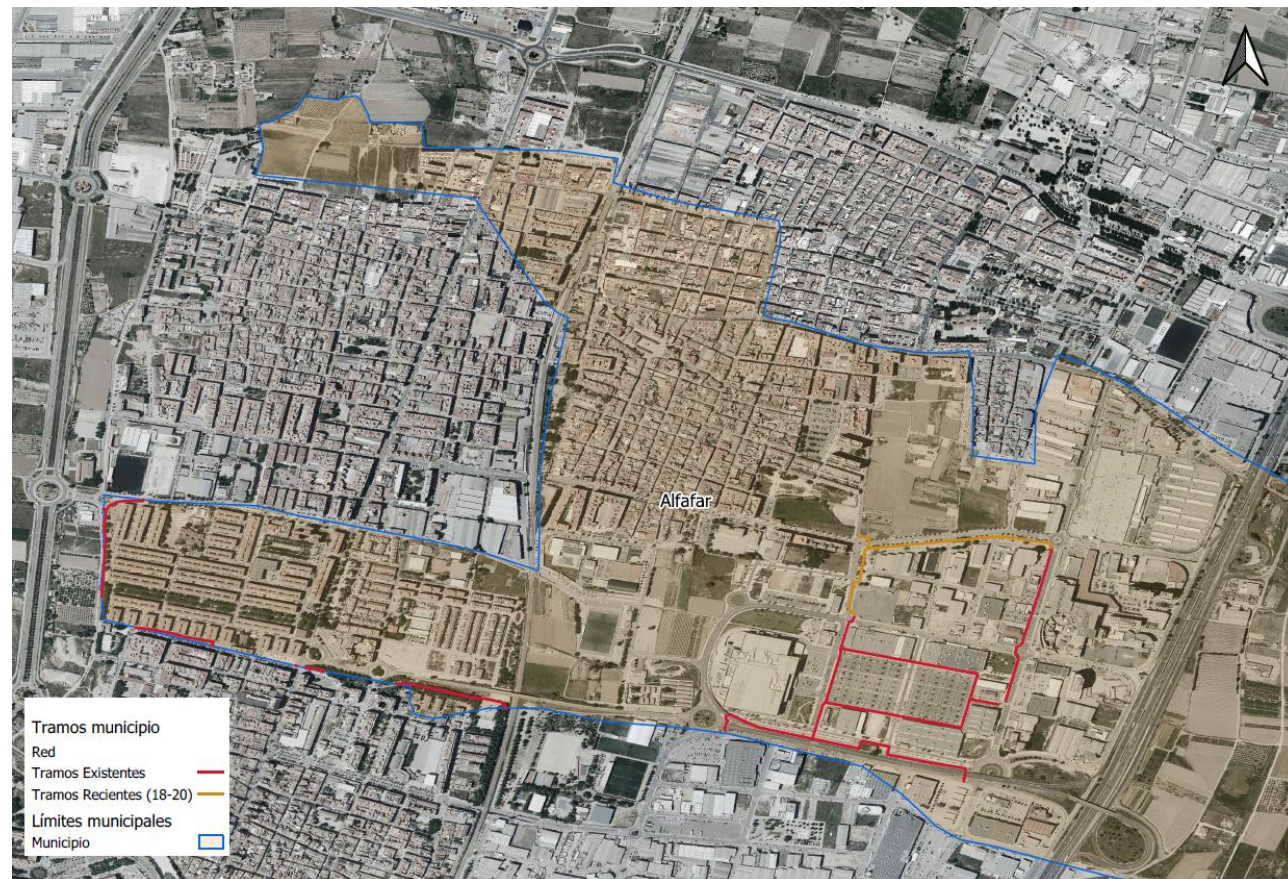 Alfafar
Tramos municipio
Red
Tramos Existentes
Tramos Recientes (18-20)
Límites municipales
Municipio